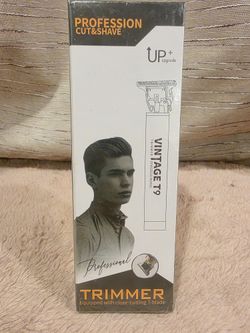 PROFESSION
CUT&SHAVE
UP+
Upgrade
VINTAGE T9
Professional
TRIMMER
Equipped with close-cutting T-blade